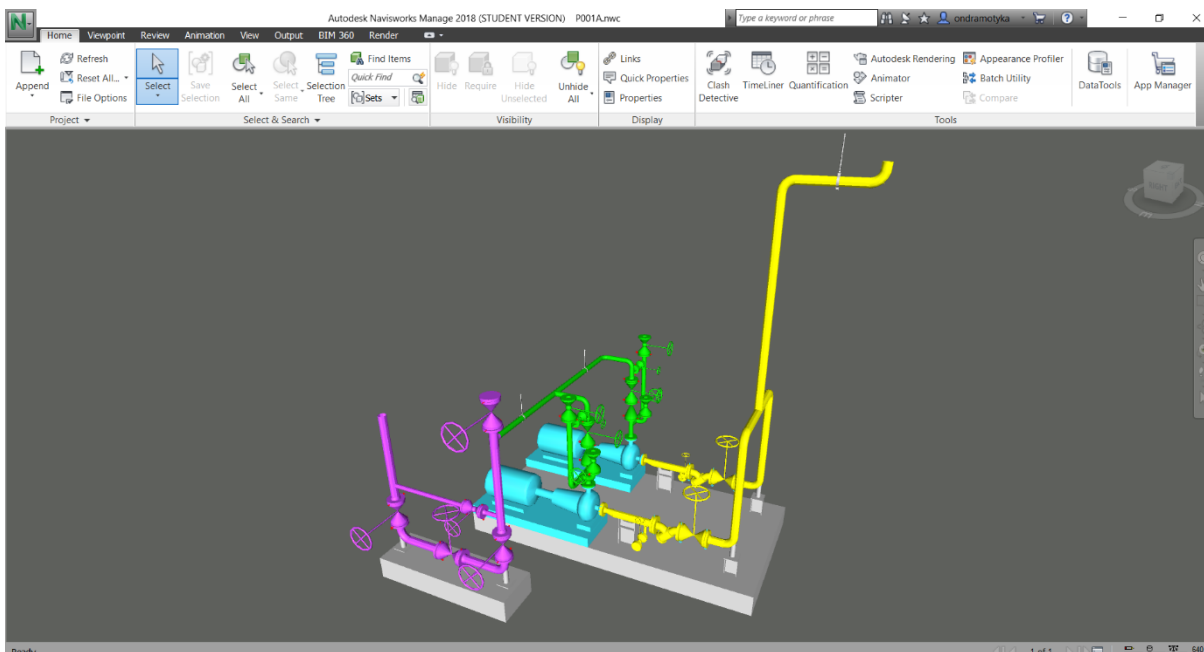 Autodesk Navisworks Manage 2018 (STUDENT VERSION) P001A.nwc
Type a keyword or phrase
ondramotyka
Home Viewpoint Review Animation View Output BIM 360 Render
Append
Refresh
Reset All...
File Options
Project
Select
Save Selection
Select All
Select Same
Selection Tree
Find Items
Quick Find
Sets
Select & Search
Hide
Require
Hide Unselected
Unhide All
Visibility
Links
Quick Properties
Properties
Display
Clash Detective
TimeLiner
Quantification
Autodesk Rendering
Animator
Scripter
Appearance Profiler
Batch Utility
Compare
Tools
DataTools
App Manager
RIGHT
Ready
1 of 1